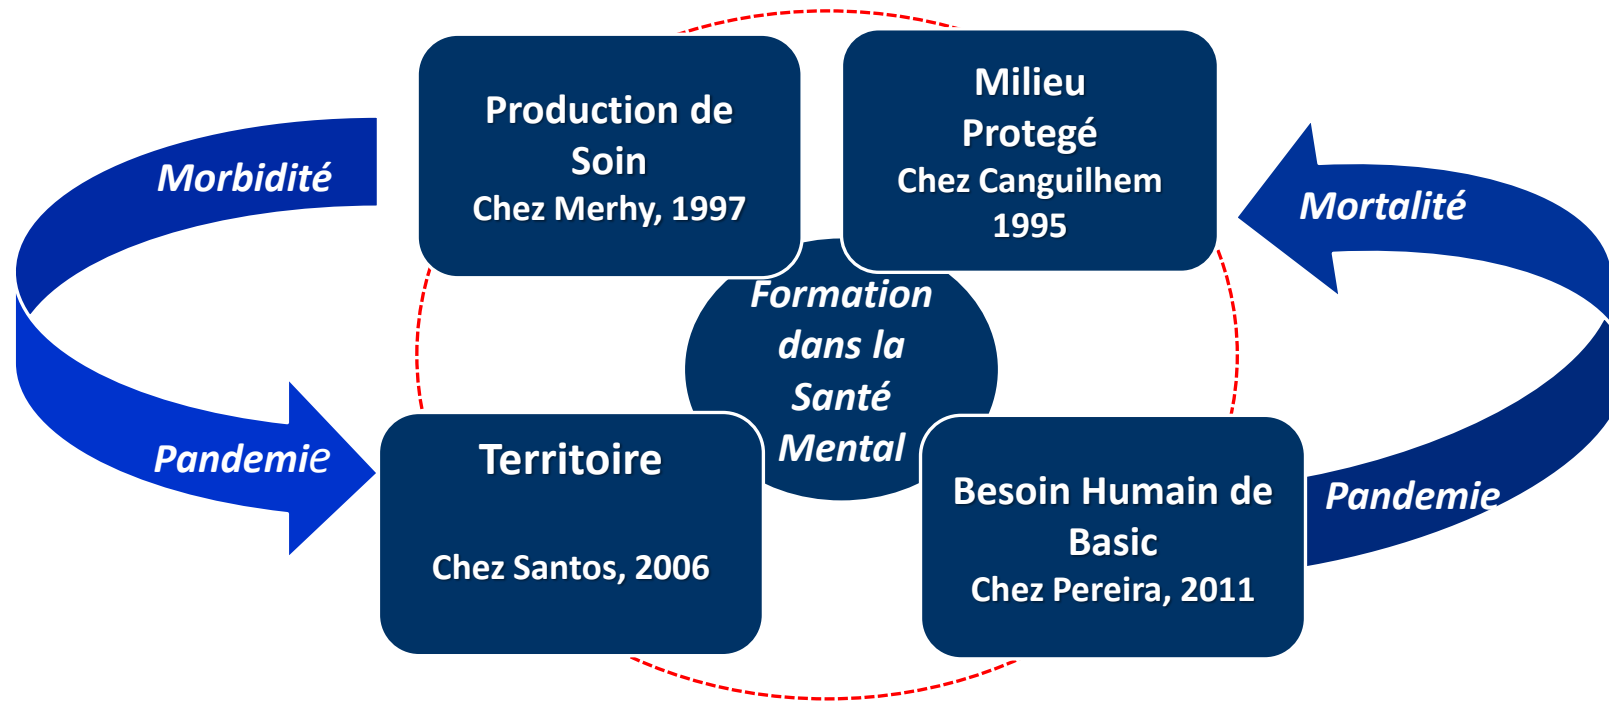 Production de
Soin
Chez Merhy, 1997
Milieu
Protegé
Chez Canguilhem
1995
Morbidité
Mortalité
Formation
dans la
Santé
Mental
Pandemie
Territoire
Chez Santos, 2006
Besoin Humain de
Basic
Chez Pereira, 2011
Pandemie